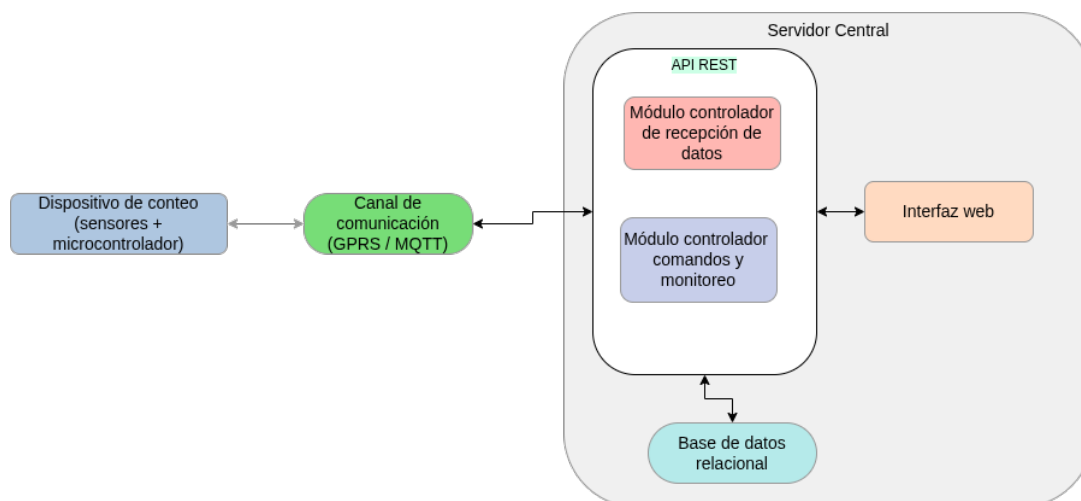 Servidor Central
API REST
Módulo controlador
de recepción de
datos
Dispositivo de conteo
(sensores +
microcontrolador)
Canal de
comunicación
(GPRS / MQTT)
Interfaz web
Módulo controlador
comandos y
monitoreo
Base de datos
relacional